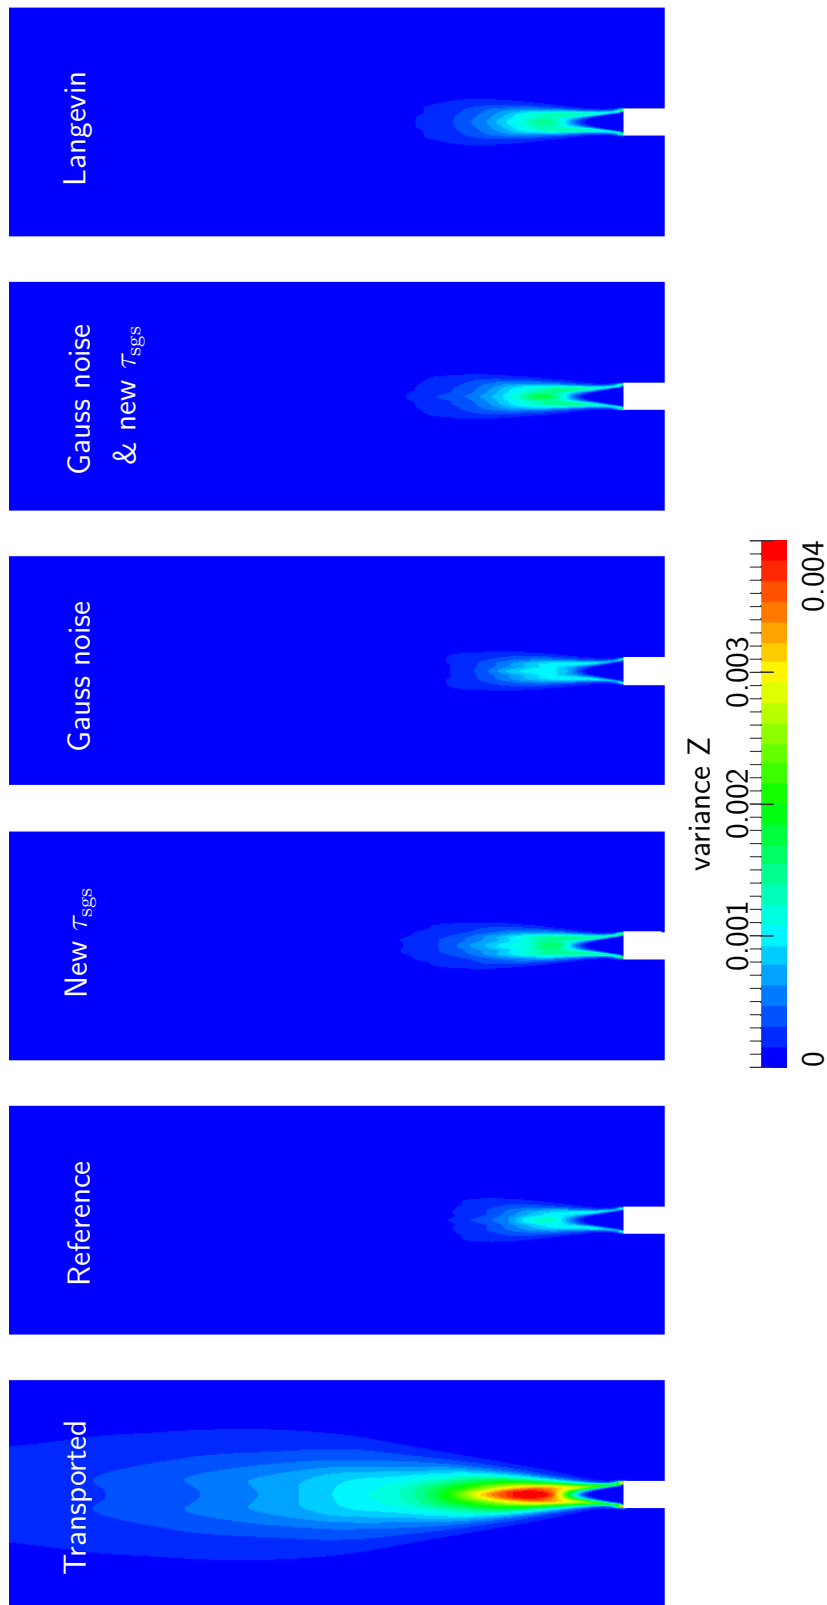 Transported
Reference
New τsgs
Gauss noise
Gauss noise
& new τsgs
Langevin
variance Z
0.001 0.002 0.003
0 0.004